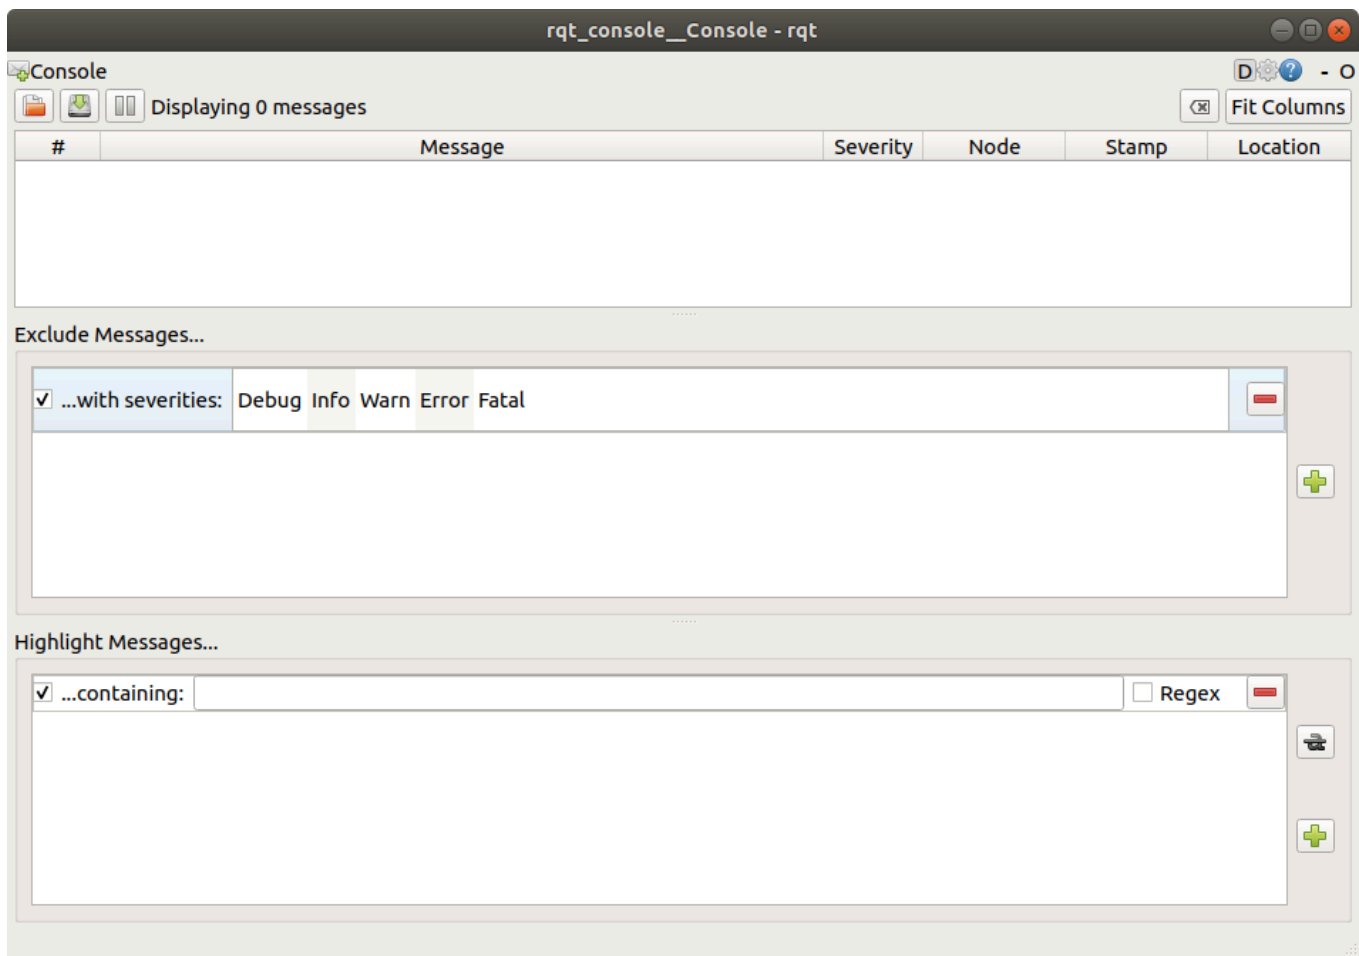 rqt_console__Console - rqt
Console D ? - O
Displaying 0 messages Fit Columns
# Message Severity Node Stamp Location
Exclude Messages...
...with severities: Debug Info Warn Error Fatal
Highlight Messages...
...containing: Regex